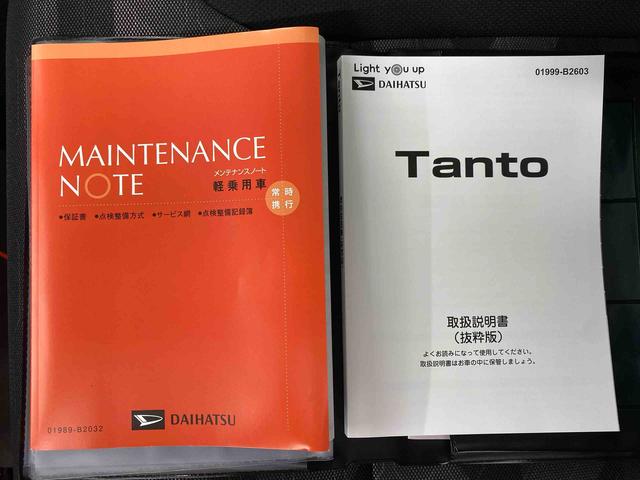 MAINTENANCE
NOTE
メンテナンスノート
軽乗用車
常時
携行
●保証書 ●点検整備方式 ●サービス網 ●点検整備記録簿
01989-B2032
DAIHATSU
Light you up
DAIHATSU
01999-B2603
Tanto
取扱説明書
（抜粋版）
よくお読みになって使用してください。
取扱説明書はお車の中に保管しましょう。